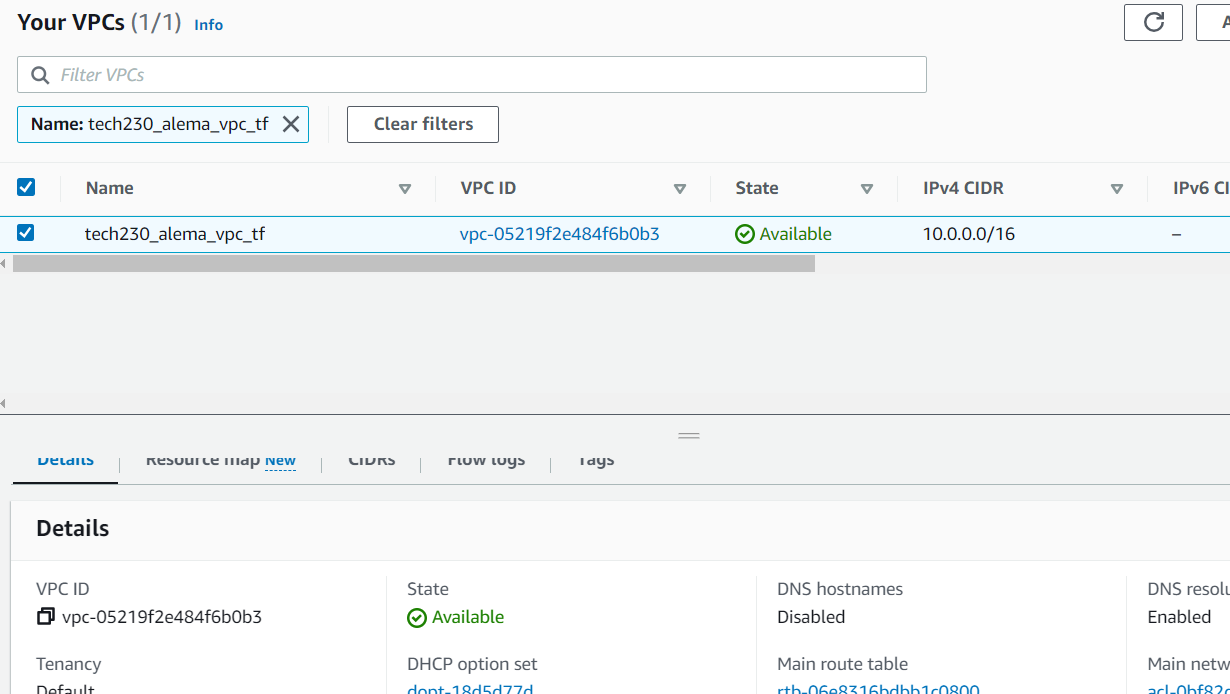 Your VPCs (1/1) Info
Filter VPCs
Name: tech230_alema_vpc_tf Clear filters
Name VPC ID State IPv4 CIDR IPv6 CI
tech230_alema_vpc_tf vpc-05219f2e484f6b0b3 Available 10.0.0.0/16 –
Details Resource map New CIDRs Flow logs Tags
Details
VPC ID State DNS hostnames DNS resolu
vpc-05219f2e484f6b0b3 Available Disabled Enabled
Tenancy DHCP option set Main route table Main netw
Default dopt-18d5d77d rtb-06e8316bdbb1c0800